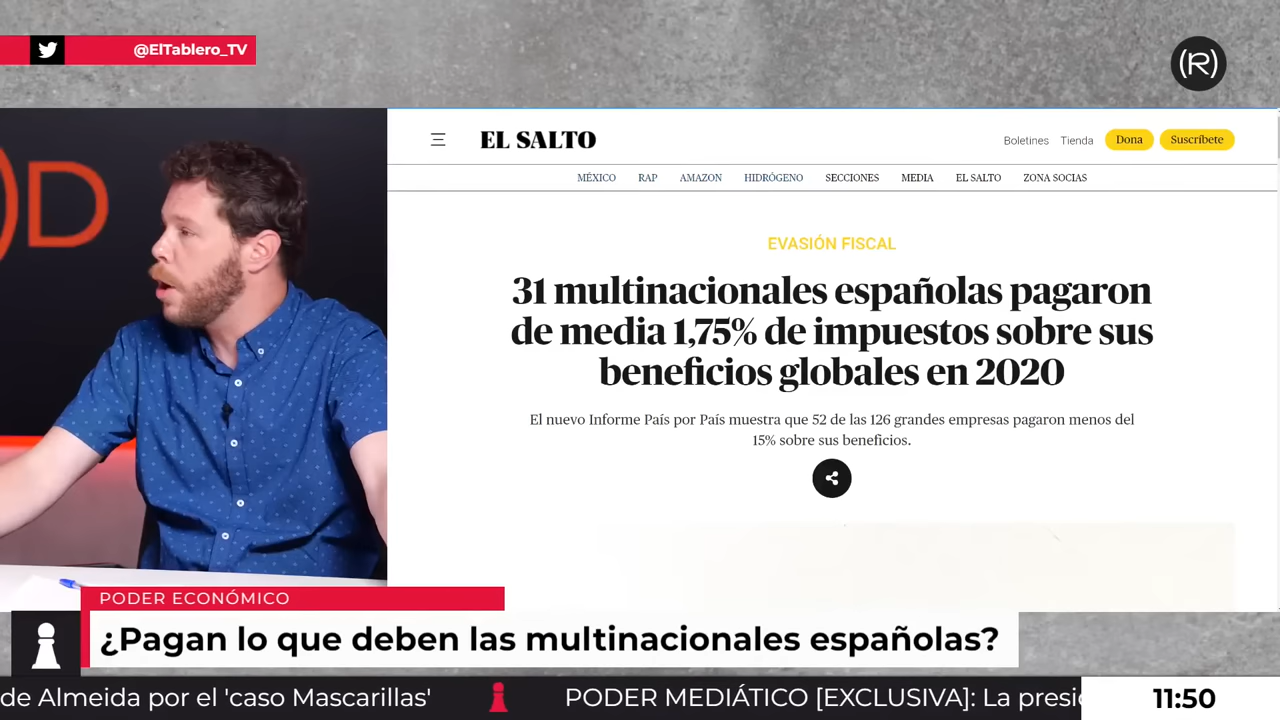 @ElTablero_TV
(R)
)D
EL SALTO
Boletines Tienda Dona Suscríbete
MÉXICO RAP AMAZON HIDRÓGENO SECCIONES MEDIA EL SALTO ZONA SOCIAS
EVASIÓN FISCAL
31 multinacionales españolas pagaron
de media 1,75% de impuestos sobre sus
beneficios globales en 2020
El nuevo Informe País por País muestra que 52 de las 126 grandes empresas pagaron menos del
15% sobre sus beneficios.
PODER ECONÓMICO
¿Pagan lo que deben las multinacionales españolas?
de Almeida por el 'caso Mascarillas' PODER MEDIÁTICO [EXCLUSIVA]: La presi
11:50